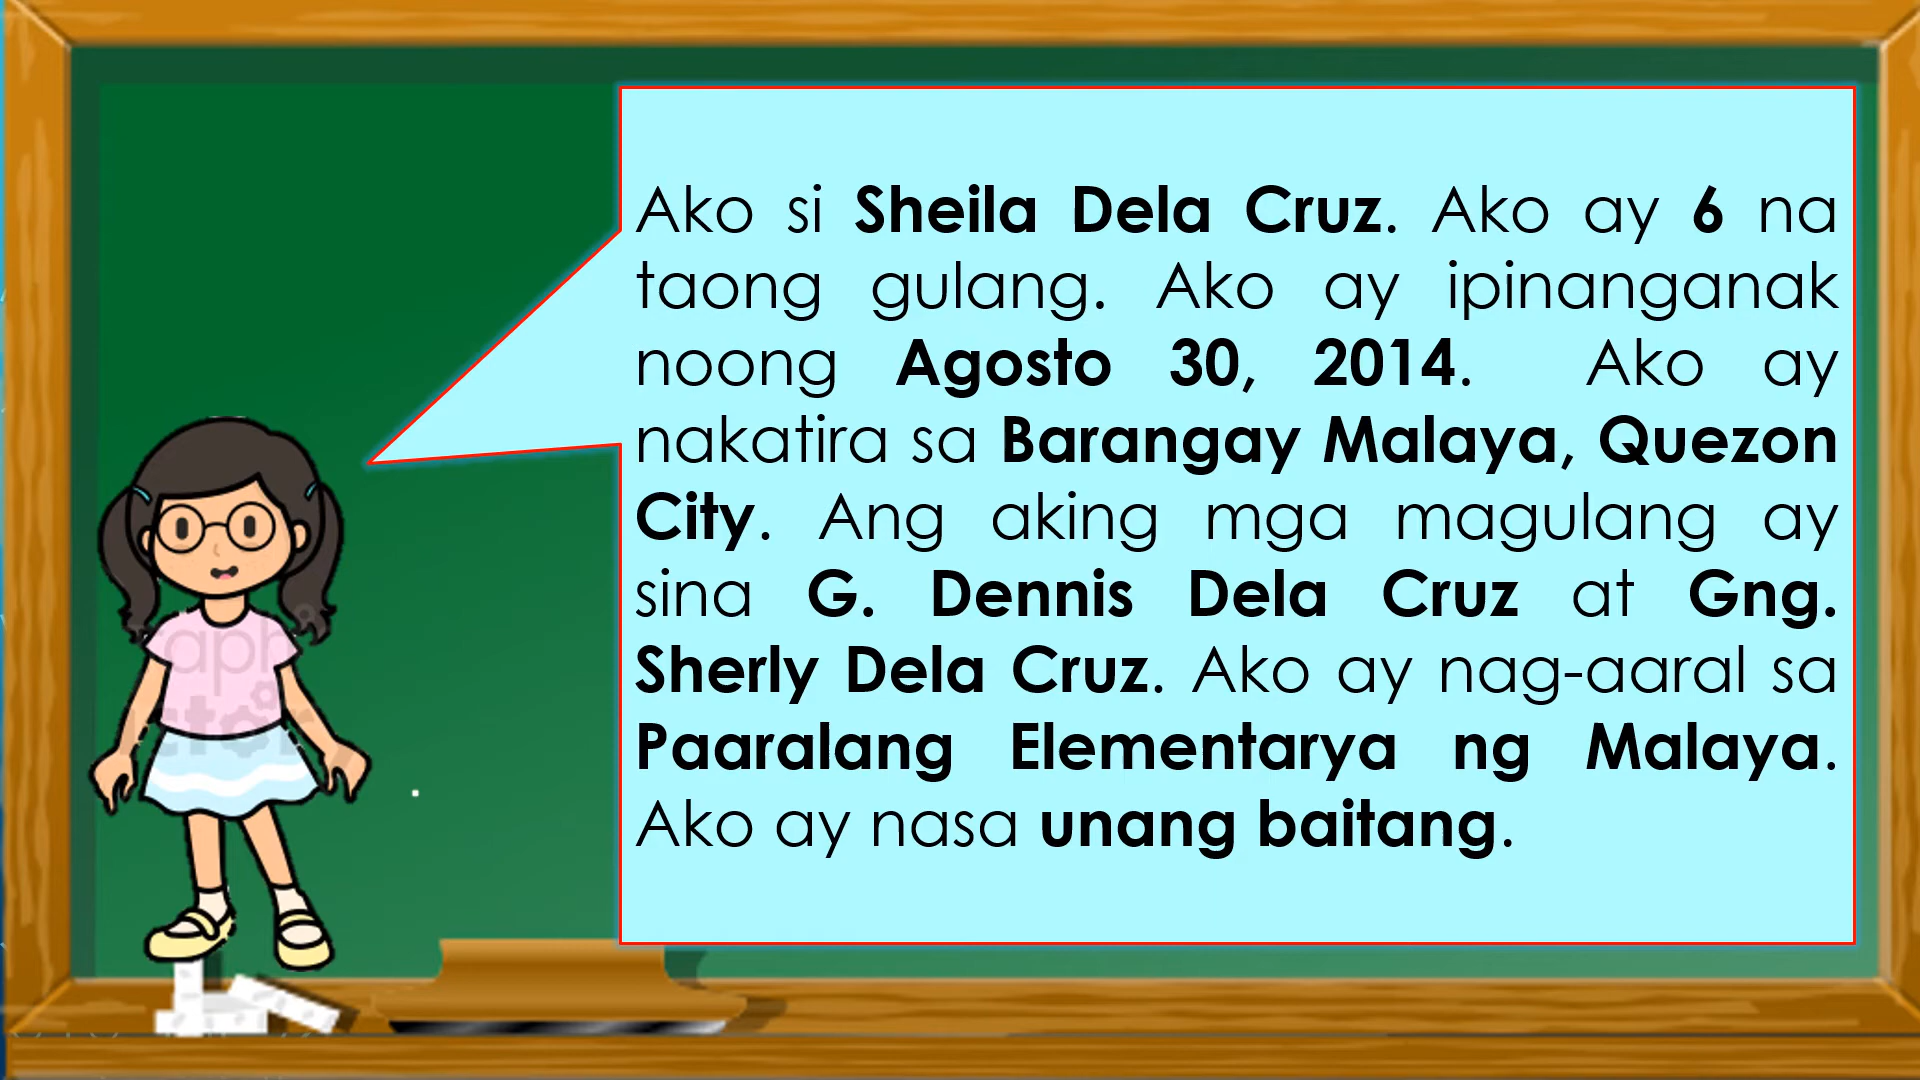 Ako si Sheila Dela Cruz. Ako ay 6 na
taong gulang. Ako ay ipinanganak
noong Agosto 30, 2014. Ako ay
nakatira sa Barangay Malaya, Quezon
City. Ang aking mga magulang ay
sina G. Dennis Dela Cruz at Gng.
Sherly Dela Cruz. Ako ay nag-aaral sa
Paaralang Elementarya ng Malaya.
Ako ay nasa unang baitang.